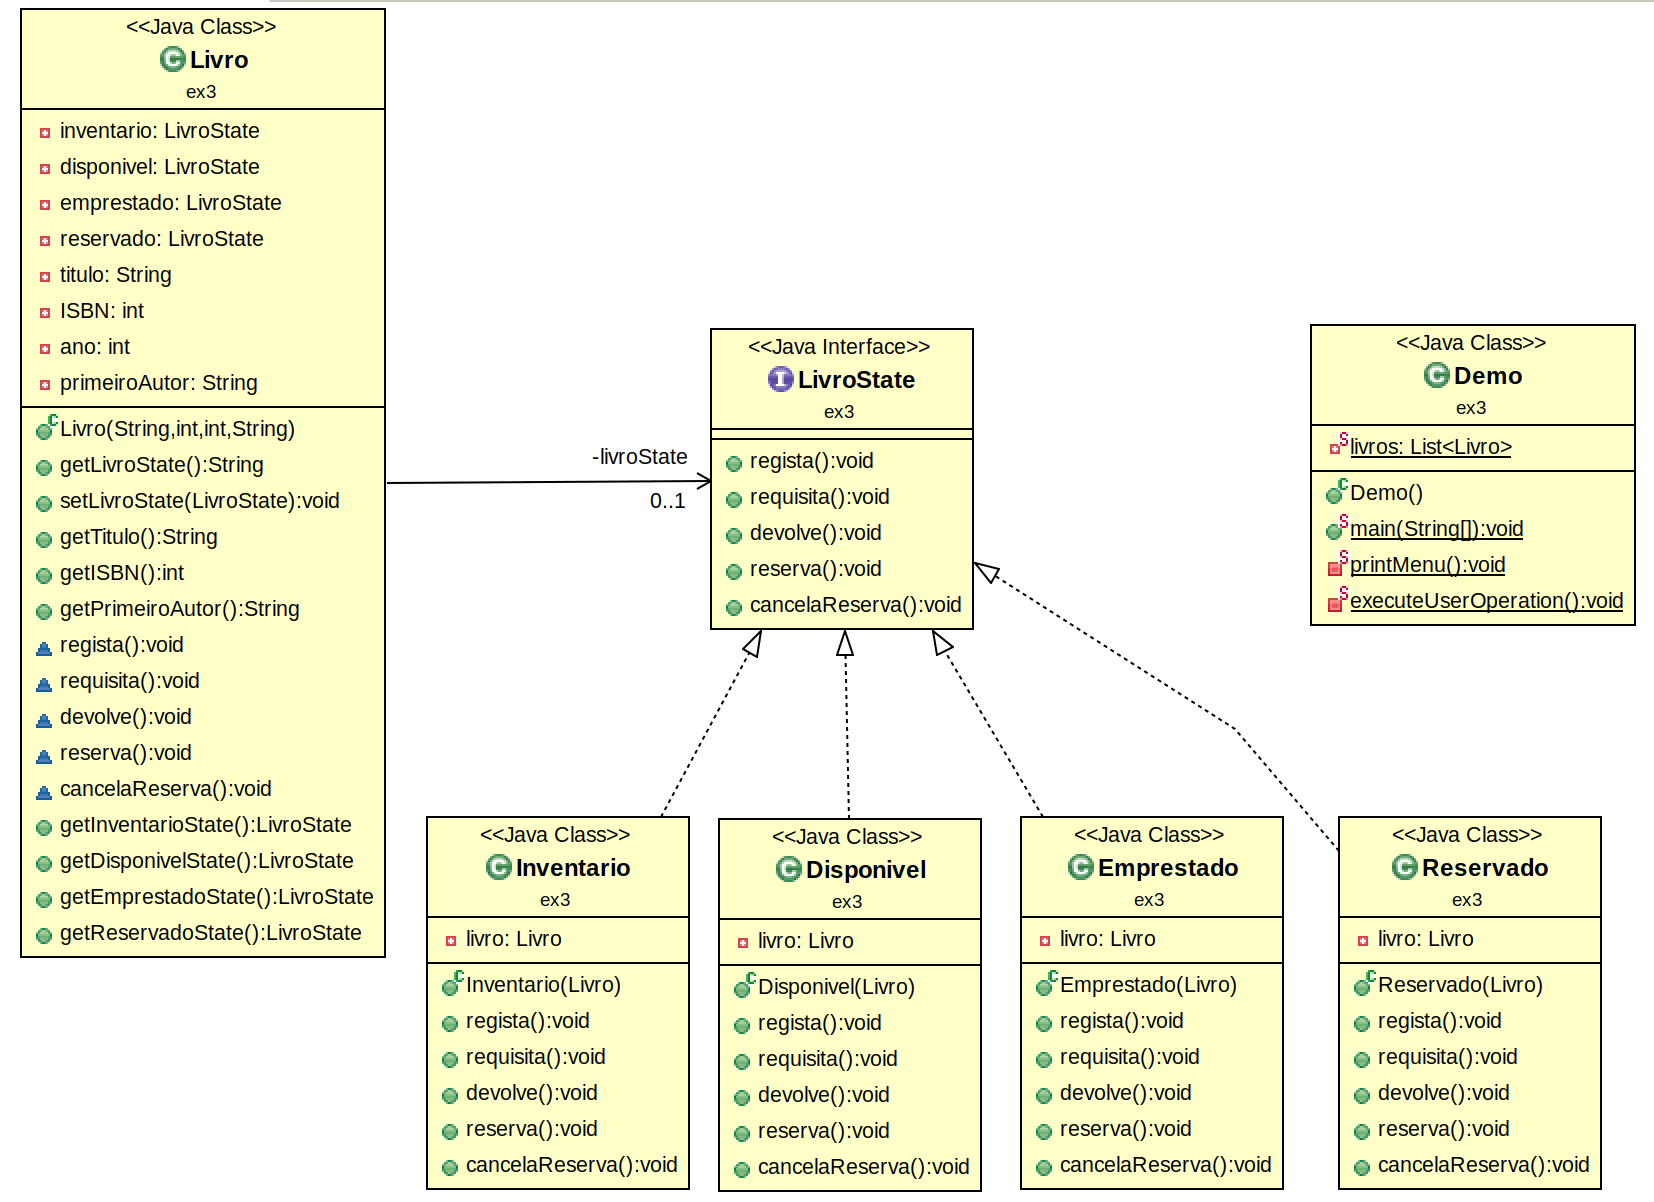 <<Java Class>>
Livro
ex3
inventario: LivroState
disponivel: LivroState
emprestado: LivroState
reservado: LivroState
titulo: String
ISBN: int
ano: int
primeiroAutor: String
Livro(String,int,int,String)
getLivroState():String
setLivroState(LivroState):void
getTitulo():String
getISBN():int
getPrimeiroAutor():String
regista():void
requisita():void
devolve():void
reserva():void
cancelaReserva():void
getInventarioState():LivroState
getDisponivelState():LivroState
getEmprestadoState():LivroState
getReservadoState():LivroState
-livroState
0..1
<<Java Interface>>
LivroState
ex3
regista():void
requisita():void
devolve():void
reserva():void
cancelaReserva():void
<<Java Class>>
Demo
ex3
livros: List<Livro>
Demo()
main(String[]):void
printMenu():void
executeUserOperation():void
<<Java Class>>
Inventario
ex3
livro: Livro
Inventario(Livro)
regista():void
requisita():void
devolve():void
reserva():void
cancelaReserva():void
<<Java Class>>
Disponivel
ex3
livro: Livro
Disponivel(Livro)
regista():void
requisita():void
devolve():void
reserva():void
cancelaReserva():void
<<Java Class>>
Emprestado
ex3
livro: Livro
Emprestado(Livro)
regista():void
requisita():void
devolve():void
reserva():void
cancelaReserva():void
<<Java Class>>
Reservado
ex3
livro: Livro
Reservado(Livro)
regista():void
requisita():void
devolve():void
reserva():void
cancelaReserva():void